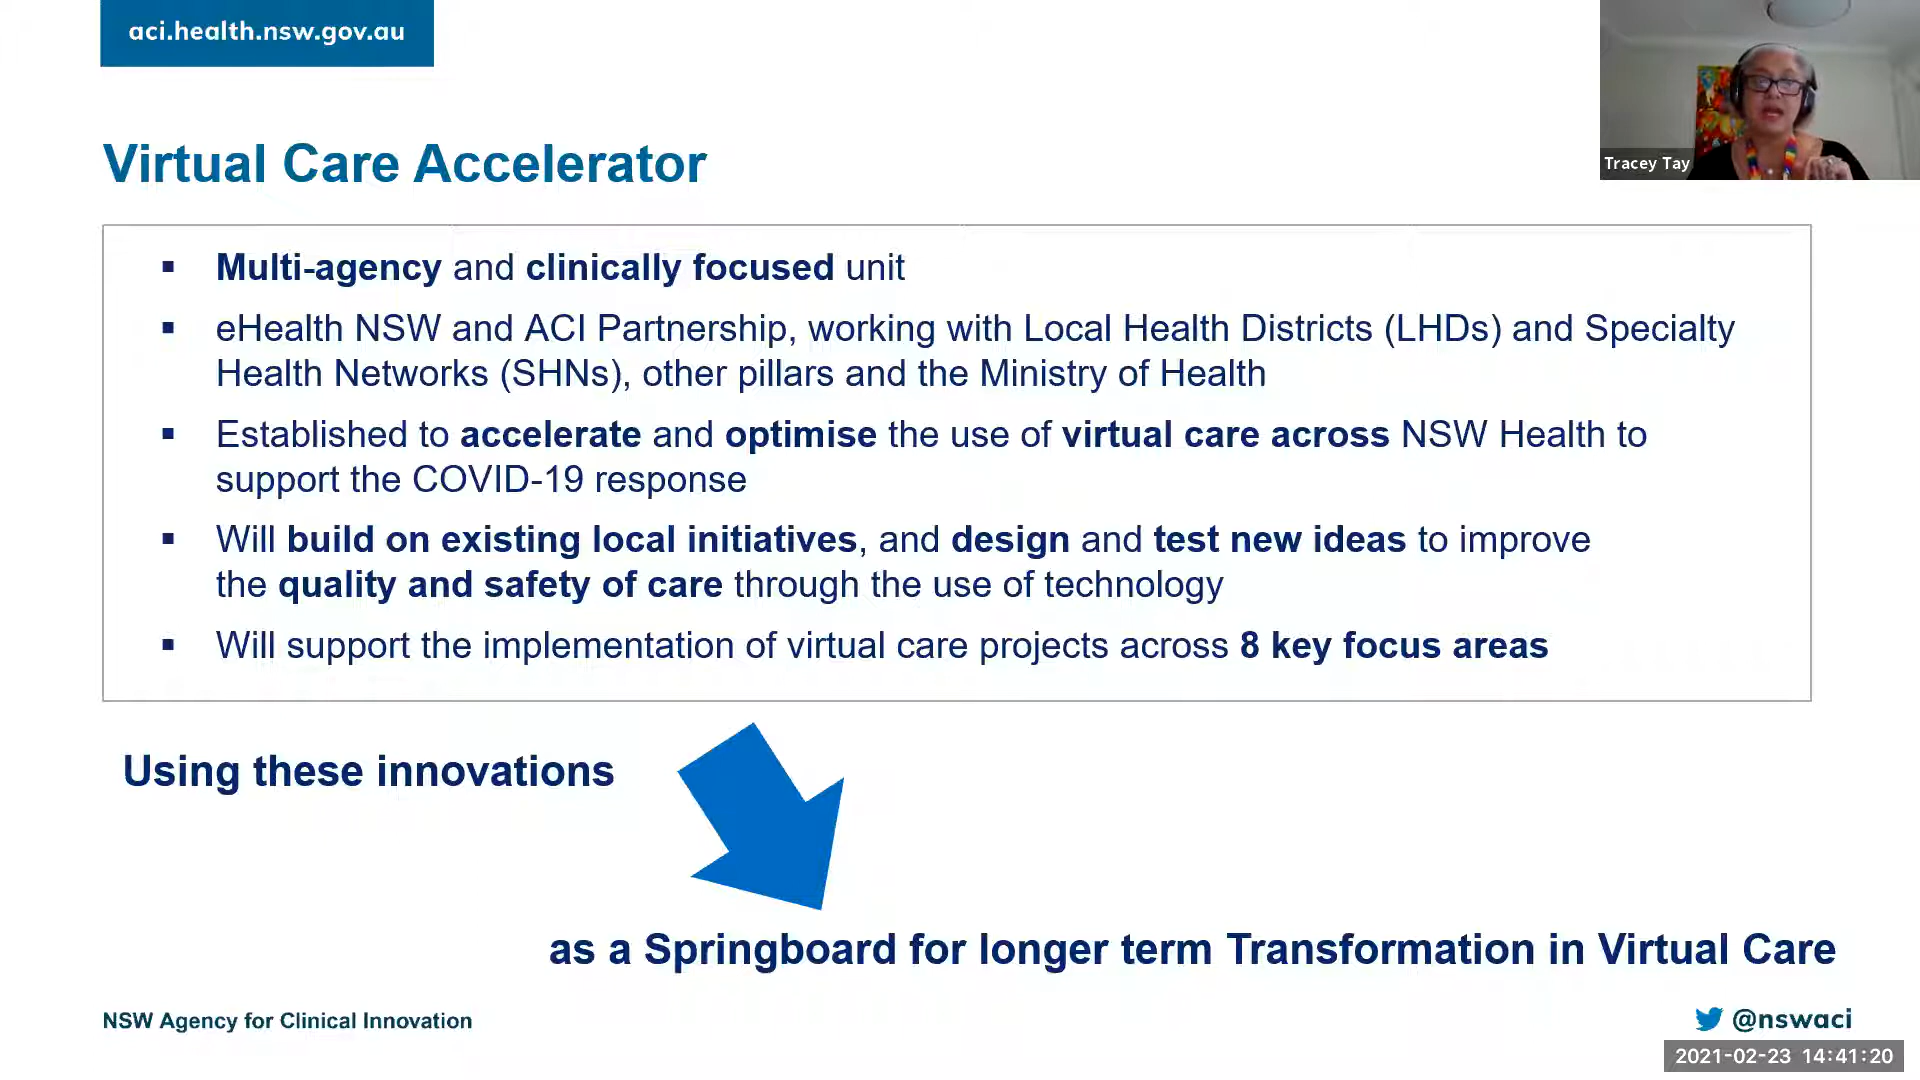 aci.health.nsw.gov.au
Tracey Tay
Virtual Care Accelerator
▪ Multi-agency and clinically focused unit
▪ eHealth NSW and ACI Partnership, working with Local Health Districts (LHDs) and Specialty
Health Networks (SHNs), other pillars and the Ministry of Health
▪ Established to accelerate and optimise the use of virtual care across NSW Health to
support the COVID-19 response
▪ Will build on existing local initiatives, and design and test new ideas to improve
the quality and safety of care through the use of technology
▪ Will support the implementation of virtual care projects across 8 key focus areas
Using these innovations
as a Springboard for longer term Transformation in Virtual Care
NSW Agency for Clinical Innovation
@nswaci
2021-02-23 14:41:20